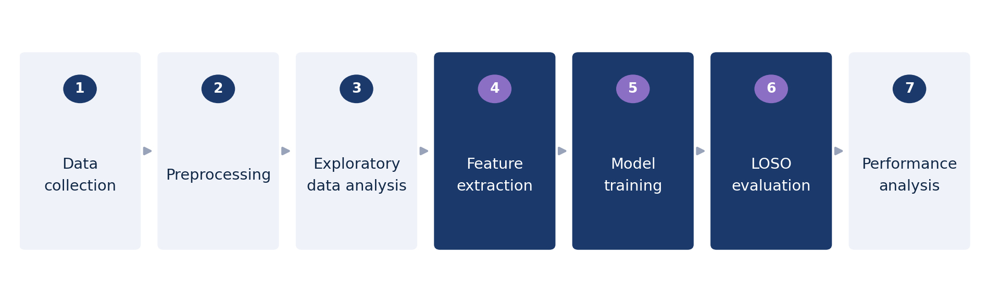 1
Data
collection
2
Preprocessing
3
Exploratory
data analysis
4
Feature
extraction
5
Model
training
6
LOSO
evaluation
7
Performance
analysis